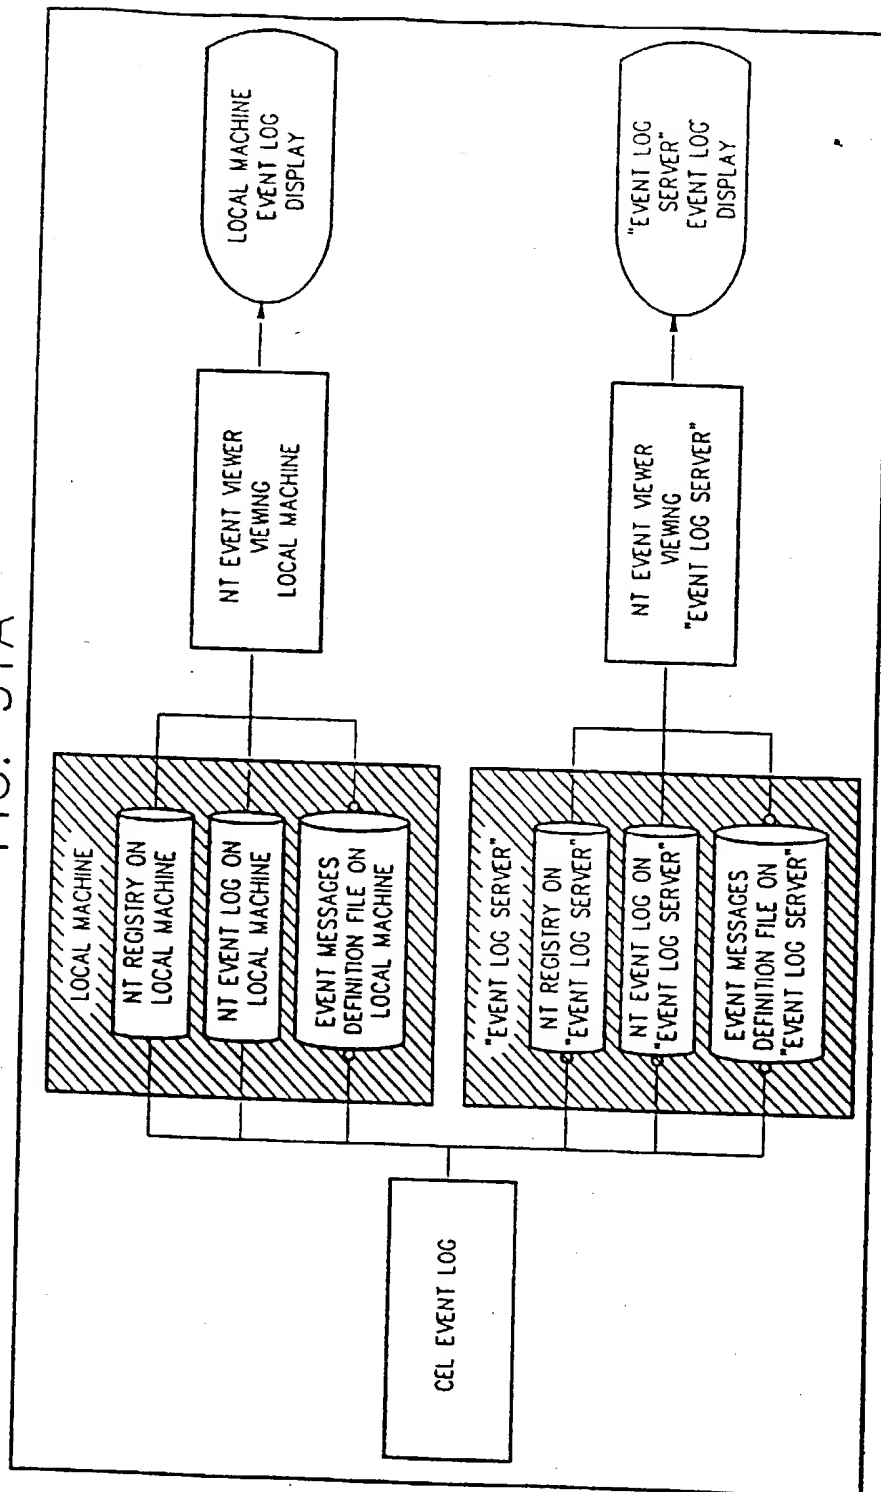 CEL EVENT LOG
LOCAL MACHINE
NT REGISTRY ON
LOCAL MACHINE
NT EVENT LOG ON
LOCAL MACHINE
EVENT MESSAGES
DEFINITION FILE ON
LOCAL MACHINE
NT EVENT VIEWER
VIEWING
LOCAL MACHINE
LOCAL MACHINE
EVENT LOG
DISPLAY
"EVENT LOG SERVER"
NT REGISTRY ON
"EVENT LOG SERVER"
NT EVENT LOG ON
"EVENT LOG SERVER"
EVENT MESSAGES
DEFINITION FILE ON
"EVENT LOG SERVER"
NT EVENT VIEWER
VIEWING
"EVENT LOG SERVER"
"EVENT LOG
SERVER"
EVENT LOG
DISPLAY